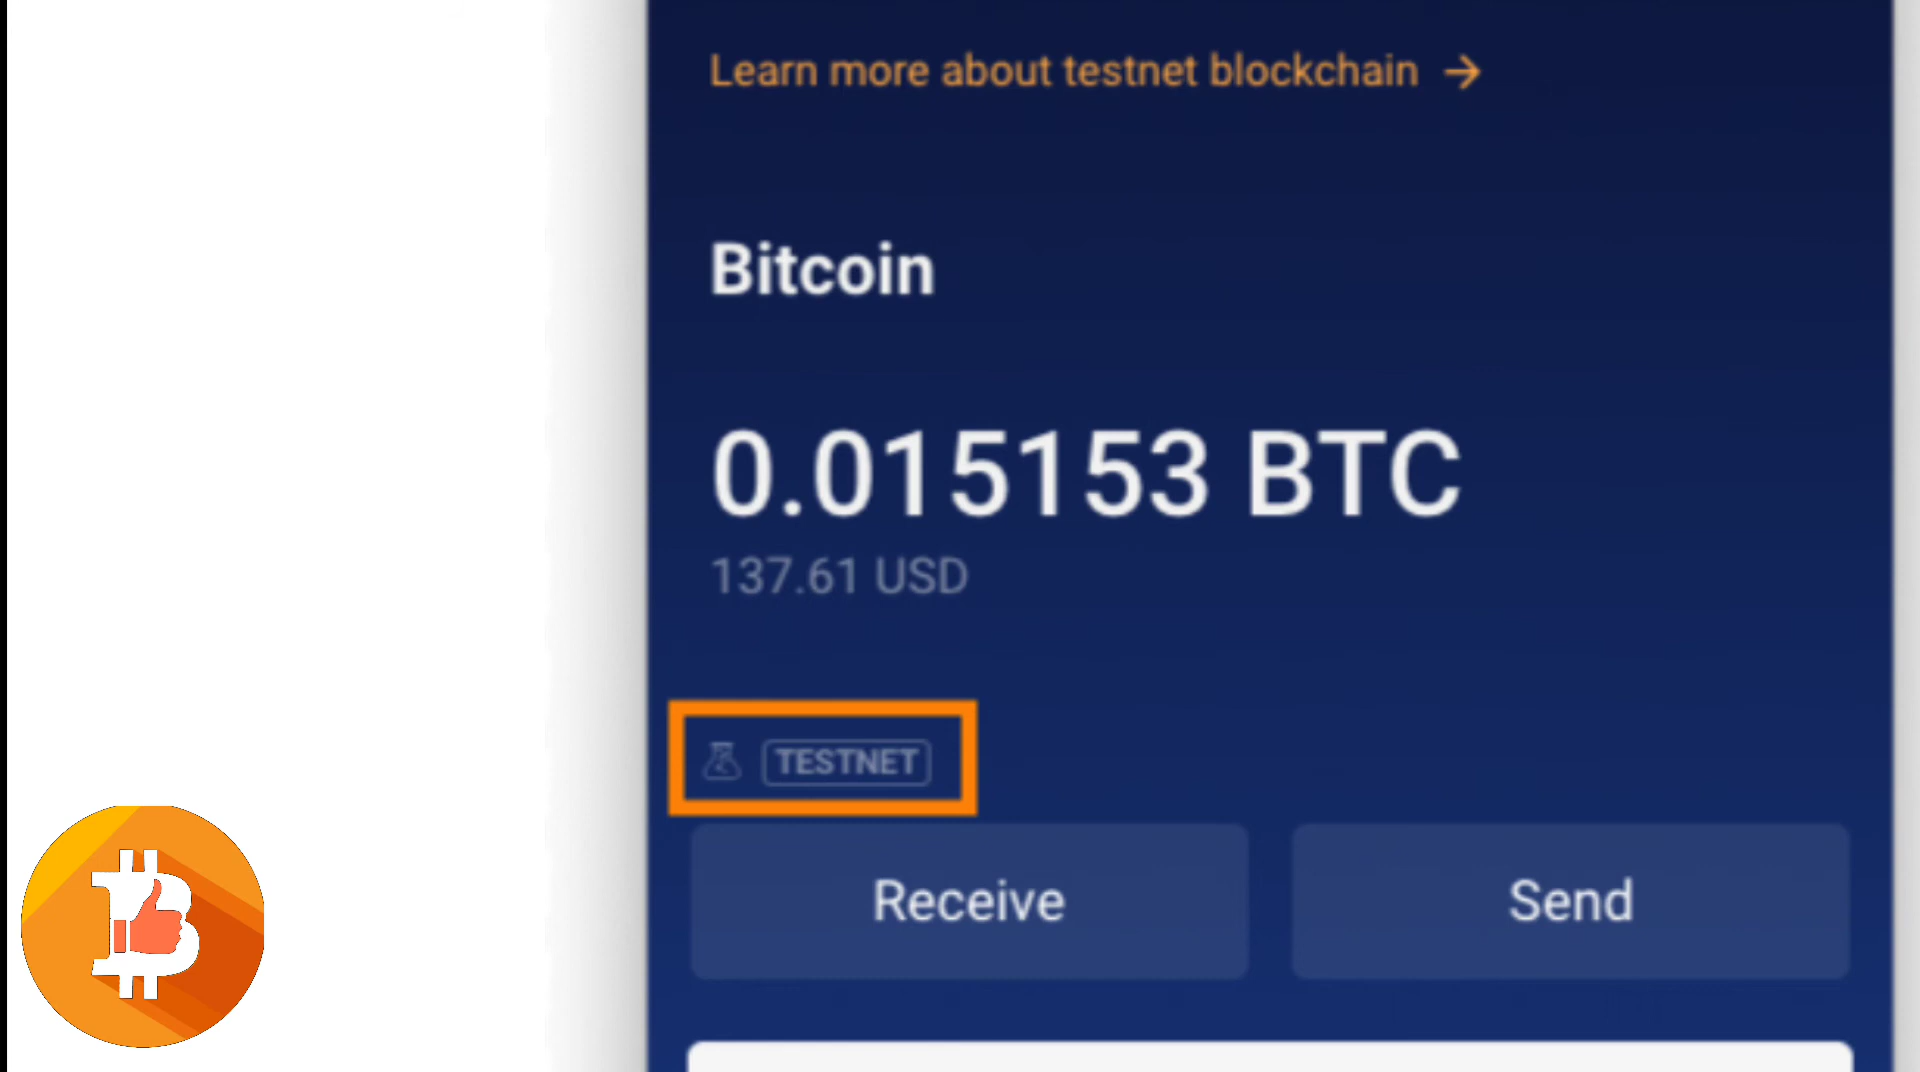 Learn more about testnet blockchain →
Bitcoin
0.015153 BTC
137.61 USD
TESTNET
Receive
Send